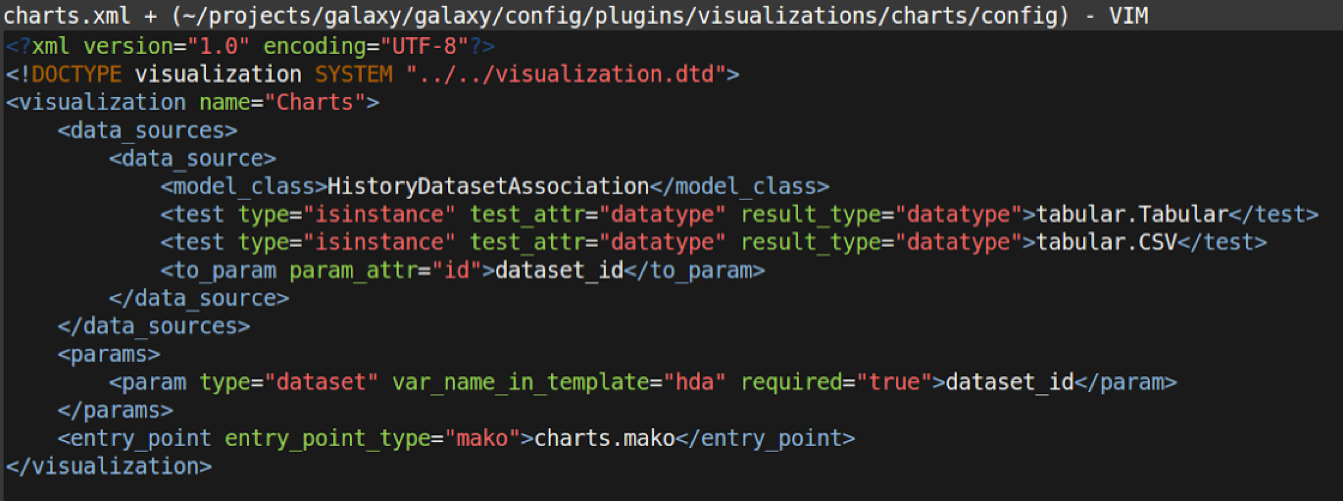 charts.xml + (~/projects/galaxy/galaxy/config/plugins/visualizations/charts/config) - VIM
<?xml version="1.0" encoding="UTF-8"?>
<!DOCTYPE visualization SYSTEM "../../visualization.dtd">
<visualization name="Charts">
    <data_sources>
        <data_source>
            <model_class>HistoryDatasetAssociation</model_class>
            <test type="isinstance" test_attr="datatype" result_type="datatype">tabular.Tabular</test>
            <test type="isinstance" test_attr="datatype" result_type="datatype">tabular.CSV</test>
            <to_param param_attr="id">dataset_id</to_param>
        </data_source>
    </data_sources>
    <params>
        <param type="dataset" var_name_in_template="hda" required="true">dataset_id</param>
    </params>
    <entry_point entry_point_type="mako">charts.mako</entry_point>
</visualization>